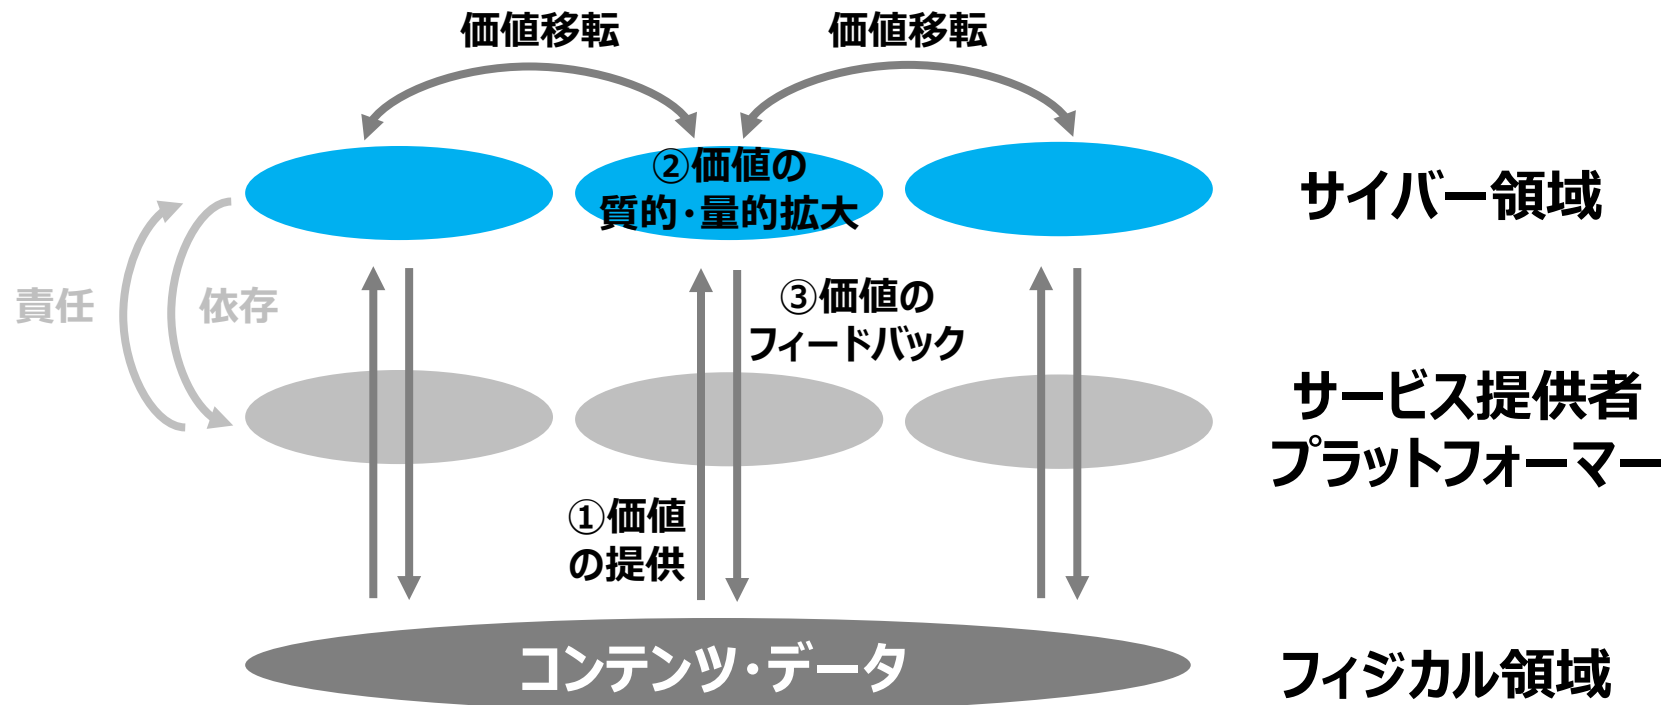 価値移転
価値移転
②価値の
質的・量的拡大
サイバー領域
責任
依存
③価値の
フィードバック
サービス提供者
プラットフォーマー
①価値
の提供
コンテンツ・データ
フィジカル領域